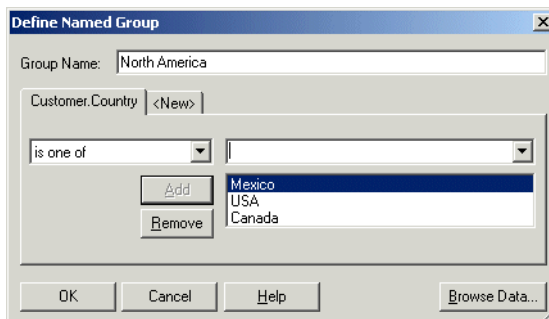 Define Named Group
Group Name: North America
Customer.Country <New>
is one of
Add
Mexico
USA
Remove
Canada
OK Cancel Help Browse Data...